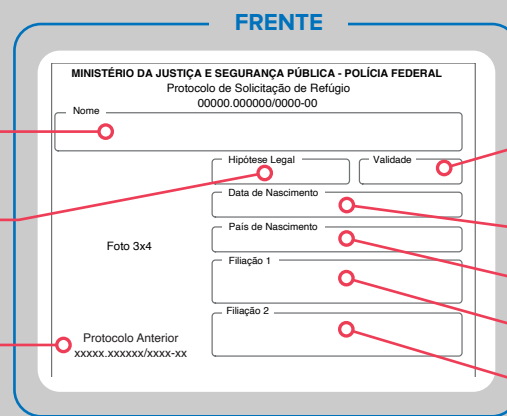 FRENTE
MINISTÉRIO DA JUSTIÇA E SEGURANÇA PÚBLICA - POLÍCIA FEDERAL
Protocolo de Solicitação de Refúgio
00000.000000/0000-00
Nome
Hipótese Legal
Validade
Data de Nascimento
País de Nascimento
Foto 3x4
Filiação 1
Filiação 2
Protocolo Anterior
xxxxx.xxxxxx/xxxx-xx